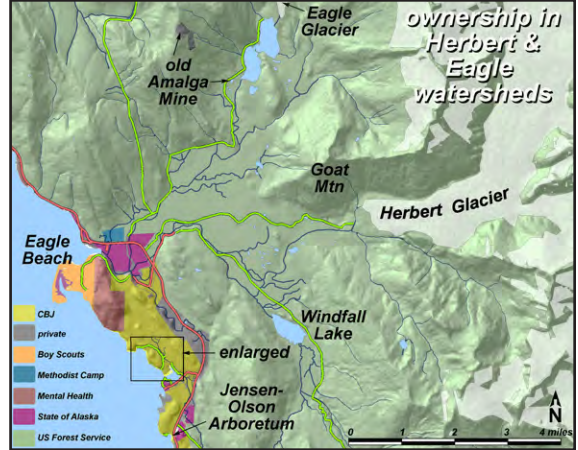 Eagle
Glacier
ownership in
Herbert &
Eagle
watersheds
old
Amalga
Mine
Goat
Mtn
Herbert Glacier
Eagle
Beach
Windfall
Lake
enlarged
Jensen-
Olson
Arboretum
CBJ
private
Boy Scouts
Methodist Camp
Mental Health
State of Alaska
US Forest Service
N
0 1 2 3 4 miles